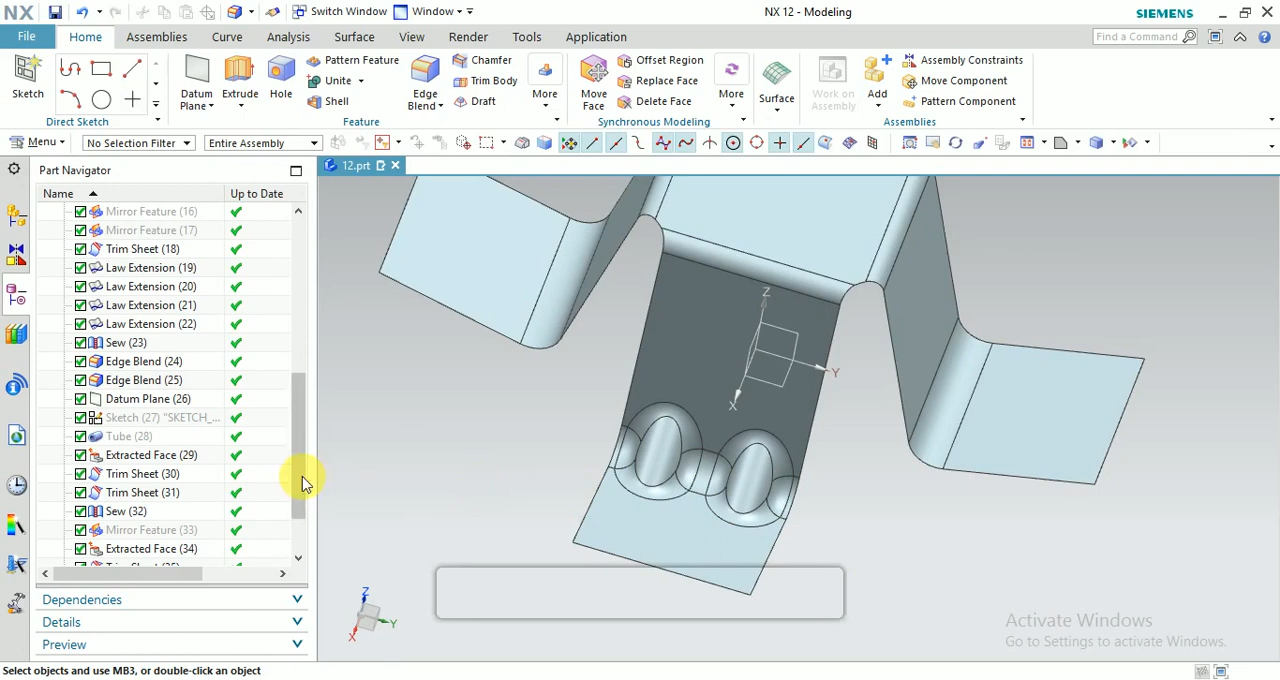 NX
Switch Window
Window
NX 12 - Modeling
SIEMENS
File
Home
Assemblies
Curve
Analysis
Surface
View
Render
Tools
Application
Find a Command
Sketch
Direct Sketch
Datum Plane
Extrude
Hole
Pattern Feature
Unite
Shell
Edge Blend
Chamfer
Trim Body
Draft
More
Feature
Move Face
Offset Region
Replace Face
Delete Face
More
Synchronous Modeling
Surface
Work on Assembly
Add
Assembly Constraints
Move Component
Pattern Component
Assemblies
Menu
No Selection Filter
Entire Assembly
Part Navigator
12.prt
Name
Up to Date
Mirror Feature (16)
Mirror Feature (17)
Trim Sheet (18)
Law Extension (19)
Law Extension (20)
Law Extension (21)
Law Extension (22)
Sew (23)
Edge Blend (24)
Edge Blend (25)
Datum Plane (26)
Sketch (27) "SKETCH_...
Tube (28)
Extracted Face (29)
Trim Sheet (30)
Trim Sheet (31)
Sew (32)
Mirror Feature (33)
Extracted Face (34)
Dependencies
Details
Preview
Z
Y
X
Z
Y
X
Activate Windows
Go to Settings to activate Windows.
Select objects and use MB3, or double-click an object